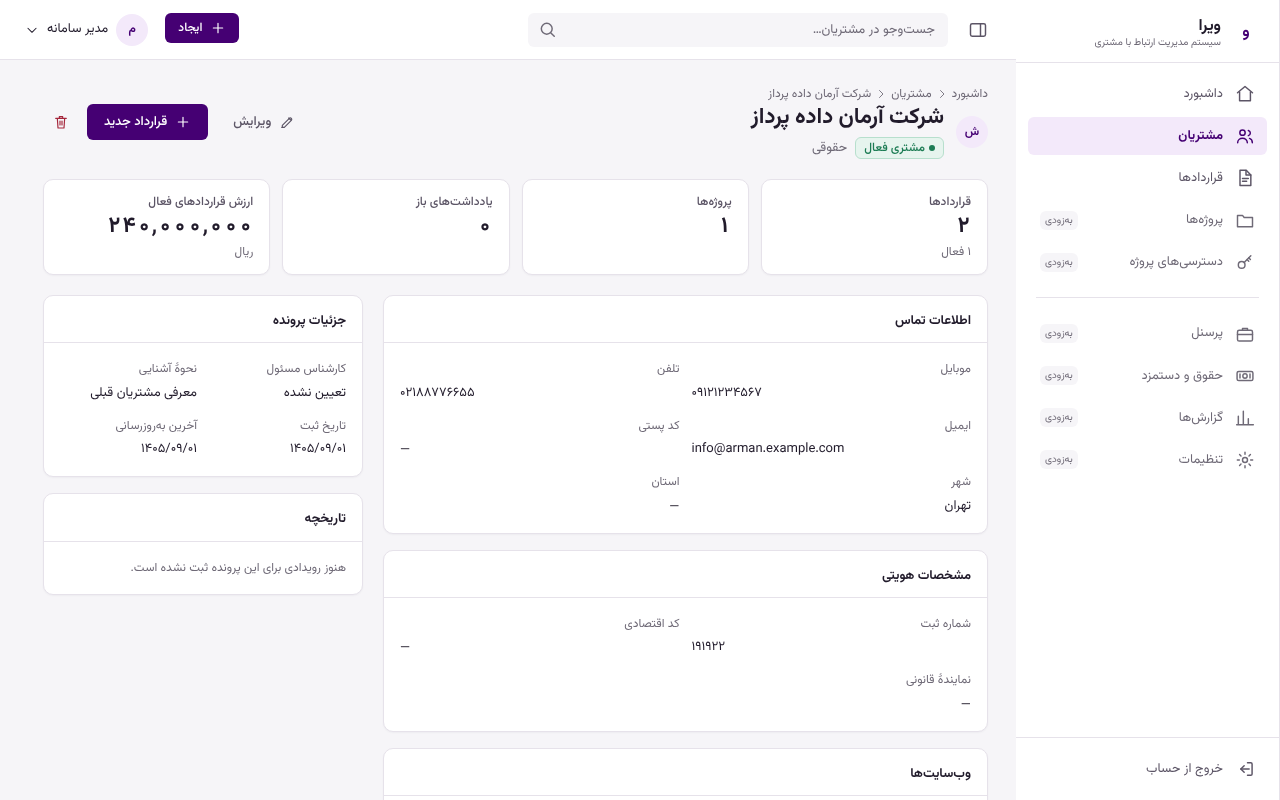 ویرا
سیستم مدیریت ارتباط با مشتری
و
داشبورد
مشتریان
قراردادها
پروژه‌ها
به‌زودی
دسترسی‌های پروژه
به‌زودی
پرسنل
به‌زودی
حقوق و دستمزد
به‌زودی
گزارش‌ها
به‌زودی
تنظیمات
به‌زودی
خروج از حساب
جست‌وجو در مشتریان...
ایجاد
م
مدیر سامانه
داشبورد
مشتریان
شرکت آرمان داده پرداز
ش
شرکت آرمان داده پرداز
مشتری فعال
حقوقی
ویرایش
قرارداد جدید
قراردادها
۲
۱ فعال
پروژه‌ها
۱
یادداشت‌های باز
۰
ارزش قراردادهای فعال
۲۴۰,۰۰۰,۰۰۰
ریال
اطلاعات تماس
موبایل
۰۹۱۲۱۲۳۴۵۶۷
تلفن
۰۲۱۸۸۷۷۶۶۵۵
ایمیل
info@arman.example.com
کد پستی
—
شهر
تهران
استان
—
مشخصات هویتی
شماره ثبت
۱۹۱۹۲۲
کد اقتصادی
—
نمایندهٔ قانونی
—
وب‌سایت‌ها
جزئیات پرونده
کارشناس مسئول
تعیین نشده
نحوهٔ آشنایی
معرفی مشتریان قبلی
تاریخ ثبت
۱۴۰۵/۰۹/۰۱
آخرین به‌روزرسانی
۱۴۰۵/۰۹/۰۱
تاریخچه
هنوز رویدادی برای این پرونده ثبت نشده است.